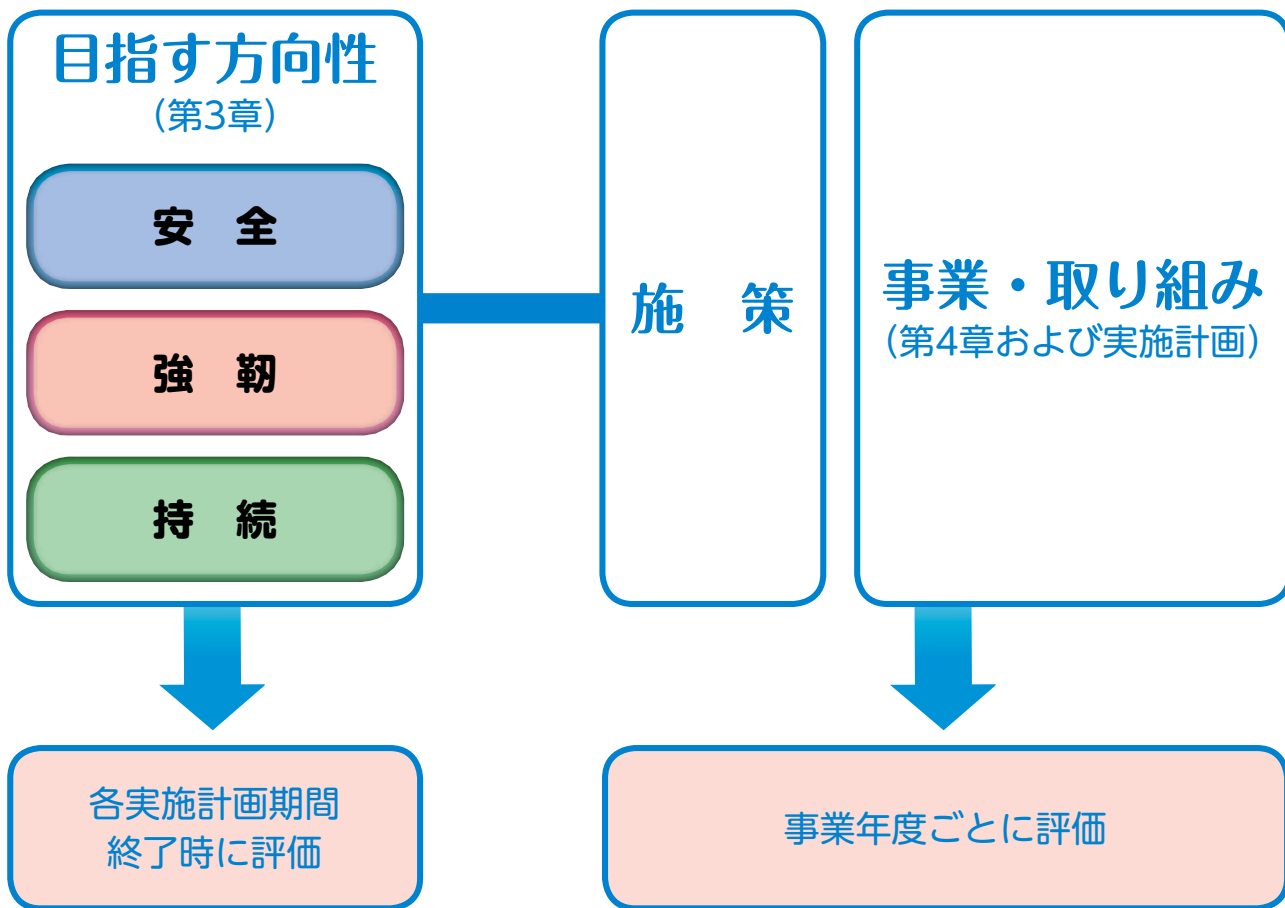 目指す方向性
(第3章)
安 全
強 靭
持 続
施 策
事業・取り組み
(第4章および実施計画)
各実施計画期間
終了時に評価
事業年度ごとに評価